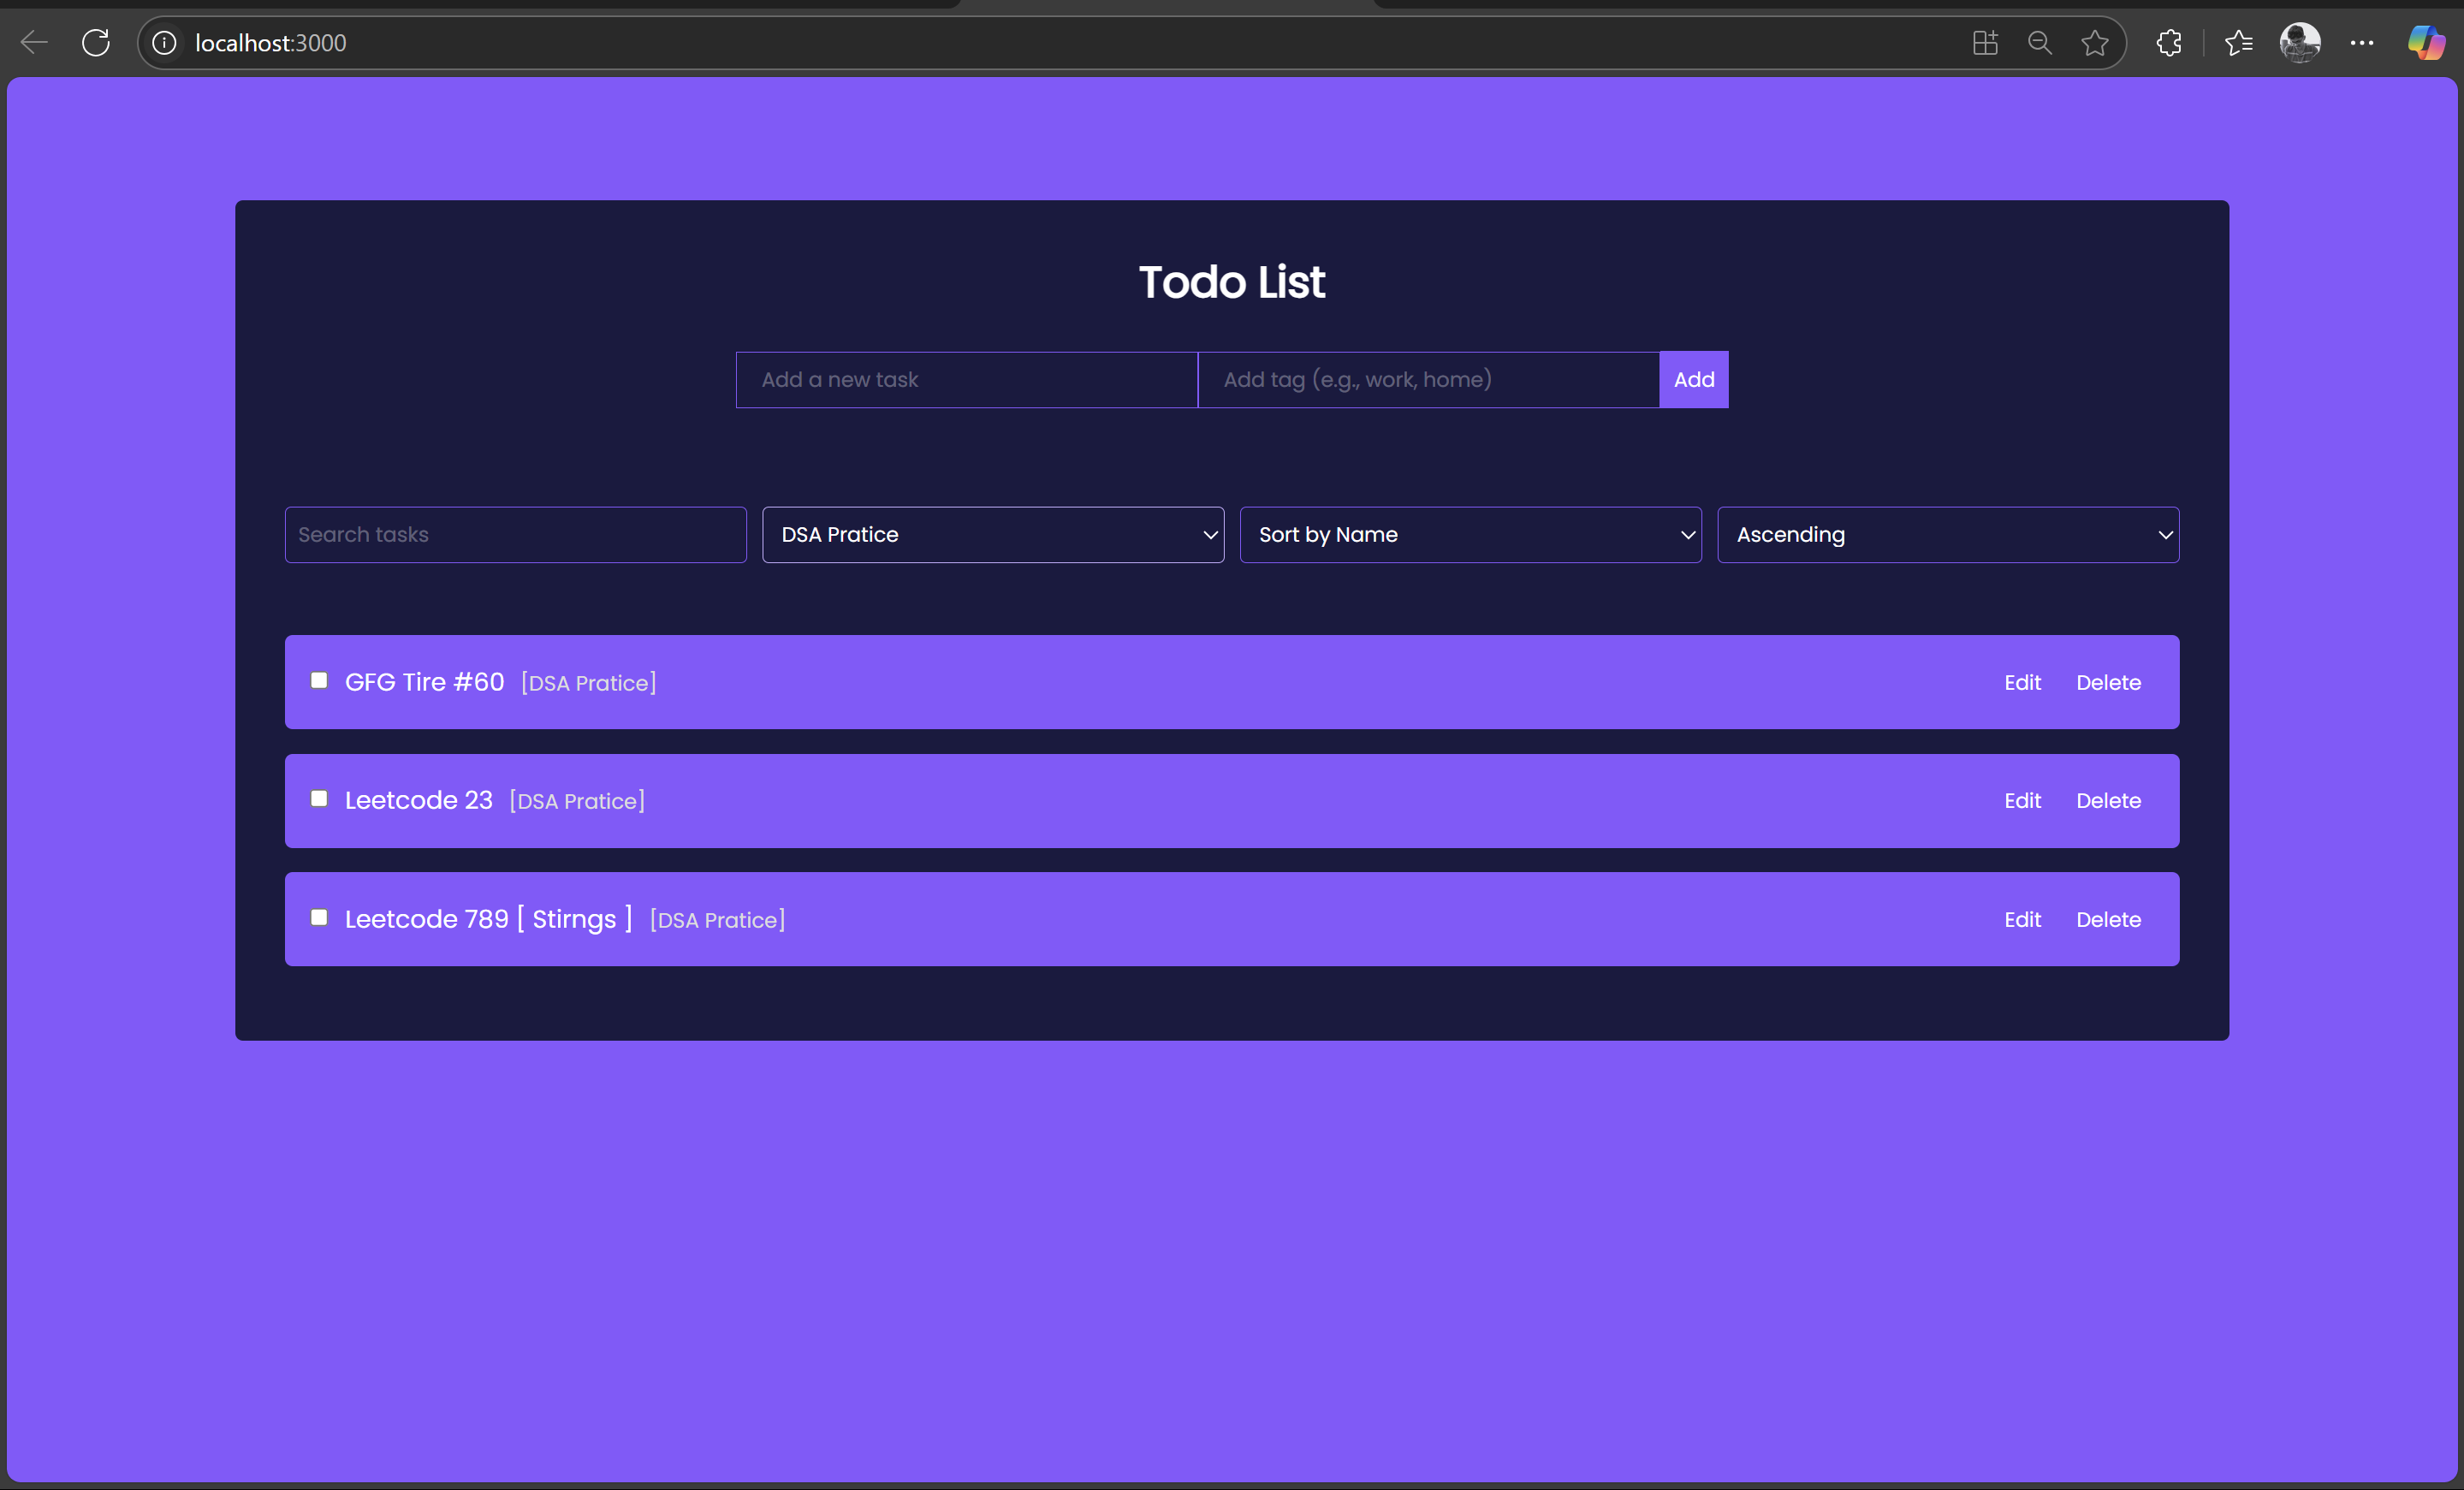 localhost:3000
Todo List
Add a new task Add tag (e.g., work, home) Add
Search tasks DSA Pratice Sort by Name Ascending
GFG Tire #60 [DSA Pratice] Edit Delete
Leetcode 23 [DSA Pratice] Edit Delete
Leetcode 789 [ Stirngs ] [DSA Pratice] Edit Delete